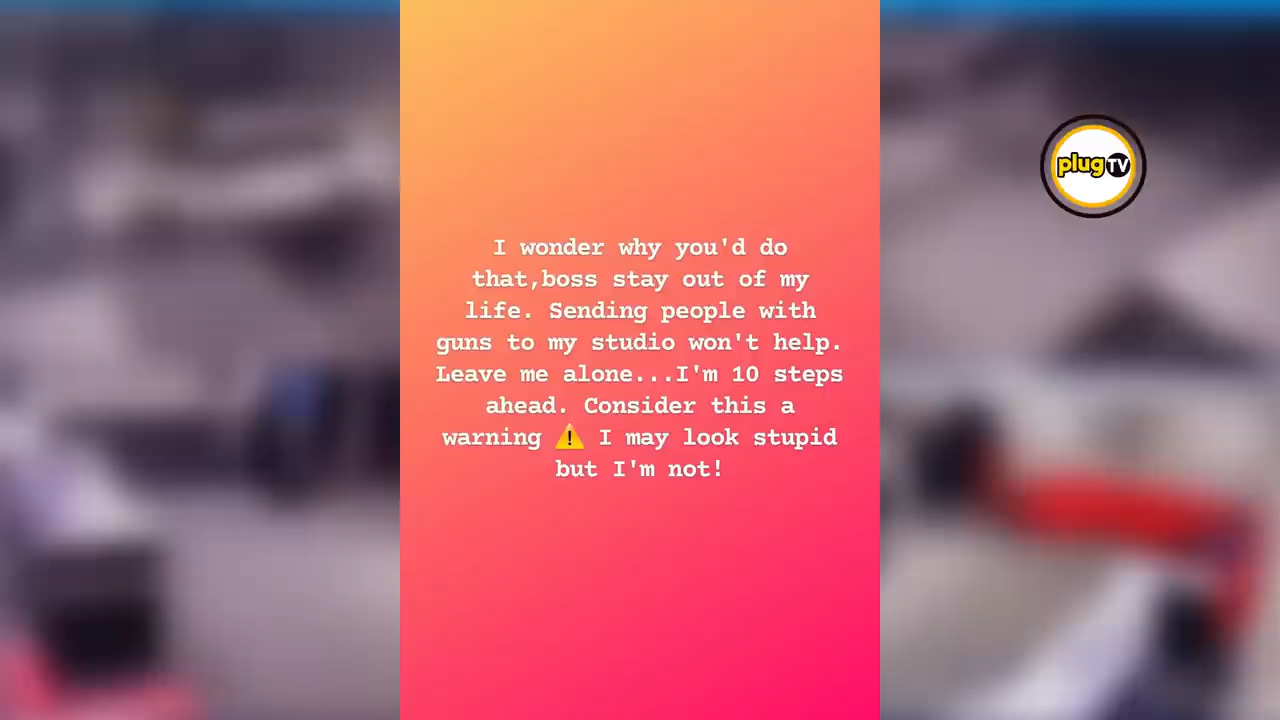 plugTV
I wonder why you'd do
that,boss stay out of my
life. Sending people with
guns to my studio won't help.
Leave me alone...I'm 10 steps
ahead. Consider this a
warning ⚠️ I may look stupid
but I'm not!